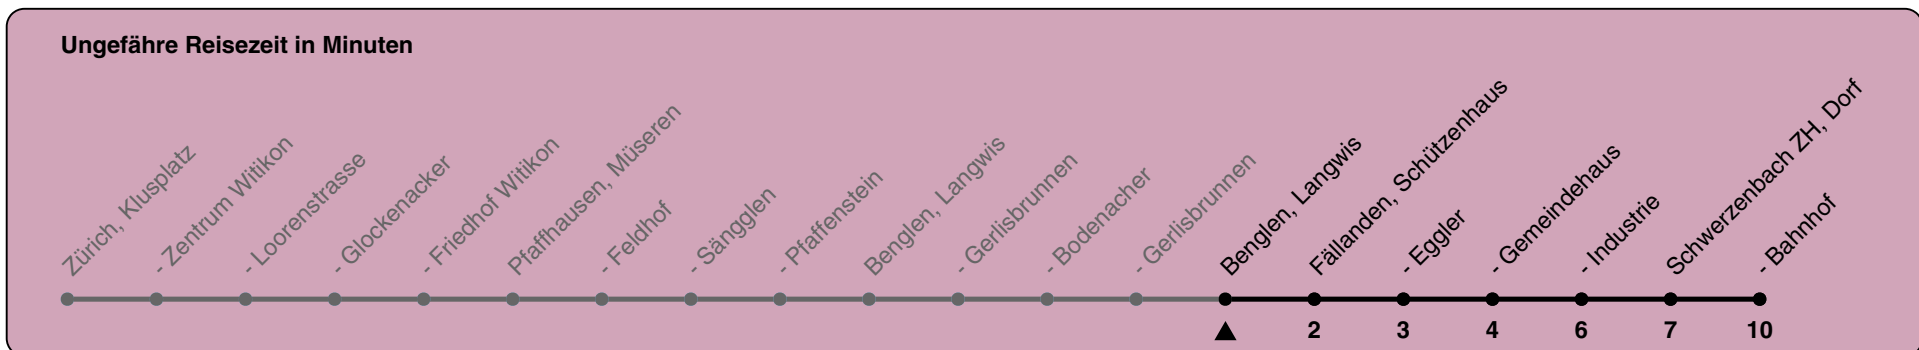 Ungefähre Reisezeit in Minuten
Zürich, Klusplatz
- Zentrum Witikon
- Loorenstrasse
- Glockenacker
- Friedhof Witikon
Pfaffhausen, Müseren
- Feldhof
- Sängglen
- Pfaffenstein
Benglen, Langwis
- Gerlisbrunnen
- Bodenacher
- Gerlisbrunnen
Benglen, Langwis
Fällanden, Schützenhaus
- Eggler
- Gemeindehaus
- Industrie
Schwerzenbach ZH, Dorf
- Bahnhof
2 3 4 6 7 10